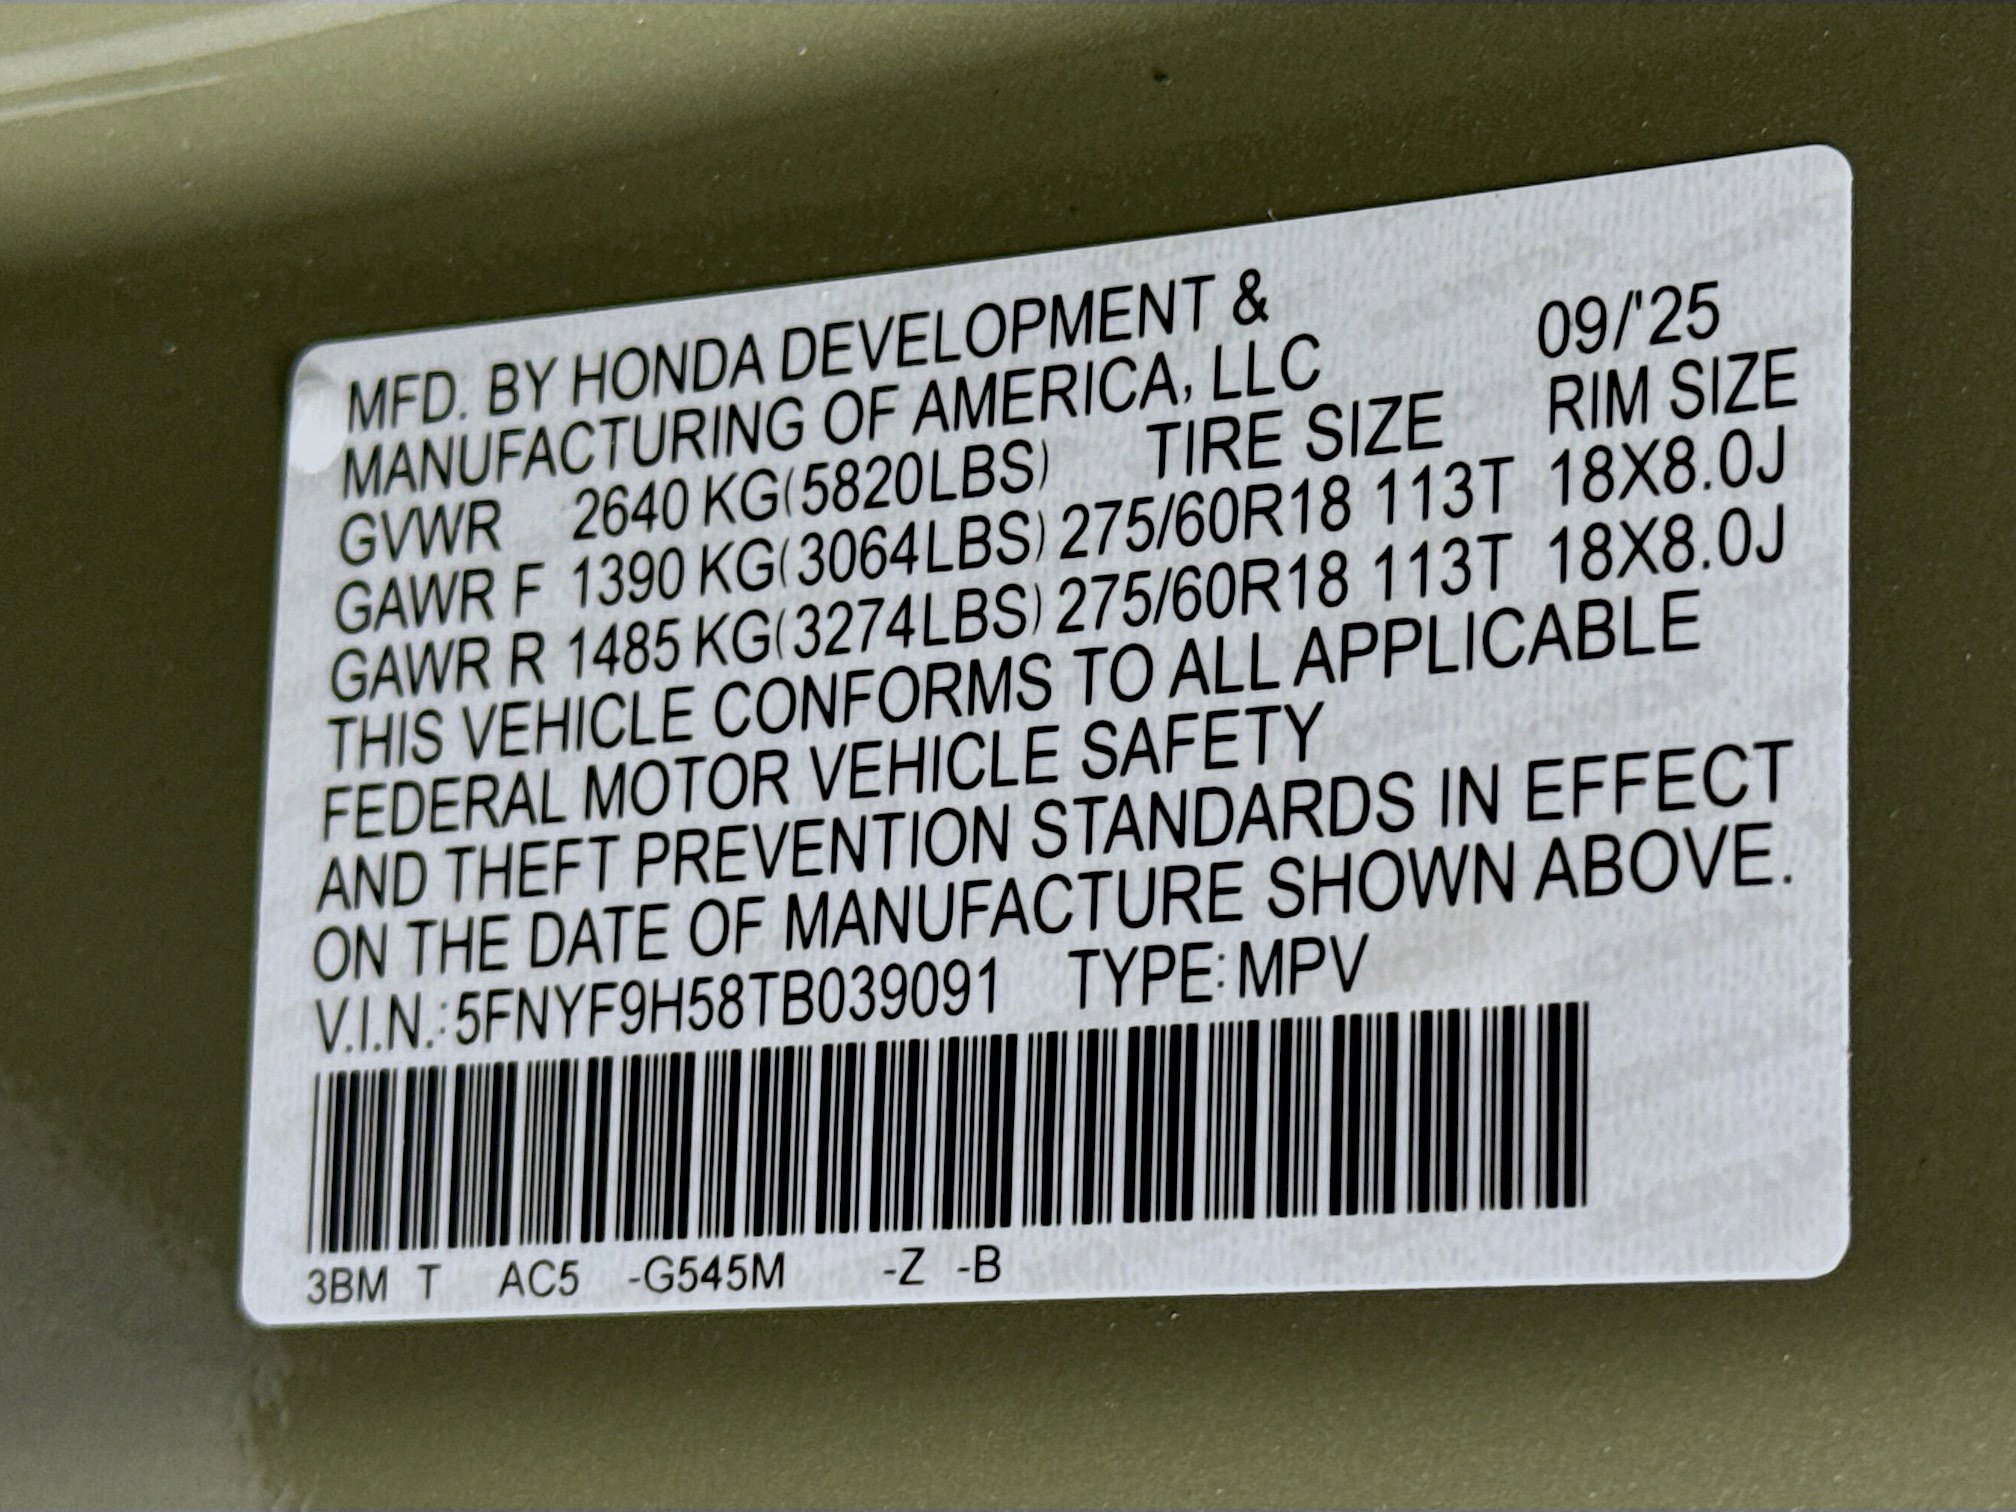 MFD. BY HONDA DEVELOPMENT &
MANUFACTURING OF AMERICA, LLC 09/'25
GVWR 2640 KG(5820LBS) TIRE SIZE RIM SIZE
GAWR F 1390 KG(3064LBS) 275/60R18 113T 18X8.0J
GAWR R 1485 KG(3274LBS) 275/60R18 113T 18X8.0J
THIS VEHICLE CONFORMS TO ALL APPLICABLE
FEDERAL MOTOR VEHICLE SAFETY
AND THEFT PREVENTION STANDARDS IN EFFECT
ON THE DATE OF MANUFACTURE SHOWN ABOVE.
V.I.N.:5FNYF9H58TB039091 TYPE:MPV
3BM T AC5 -G545M -Z -B